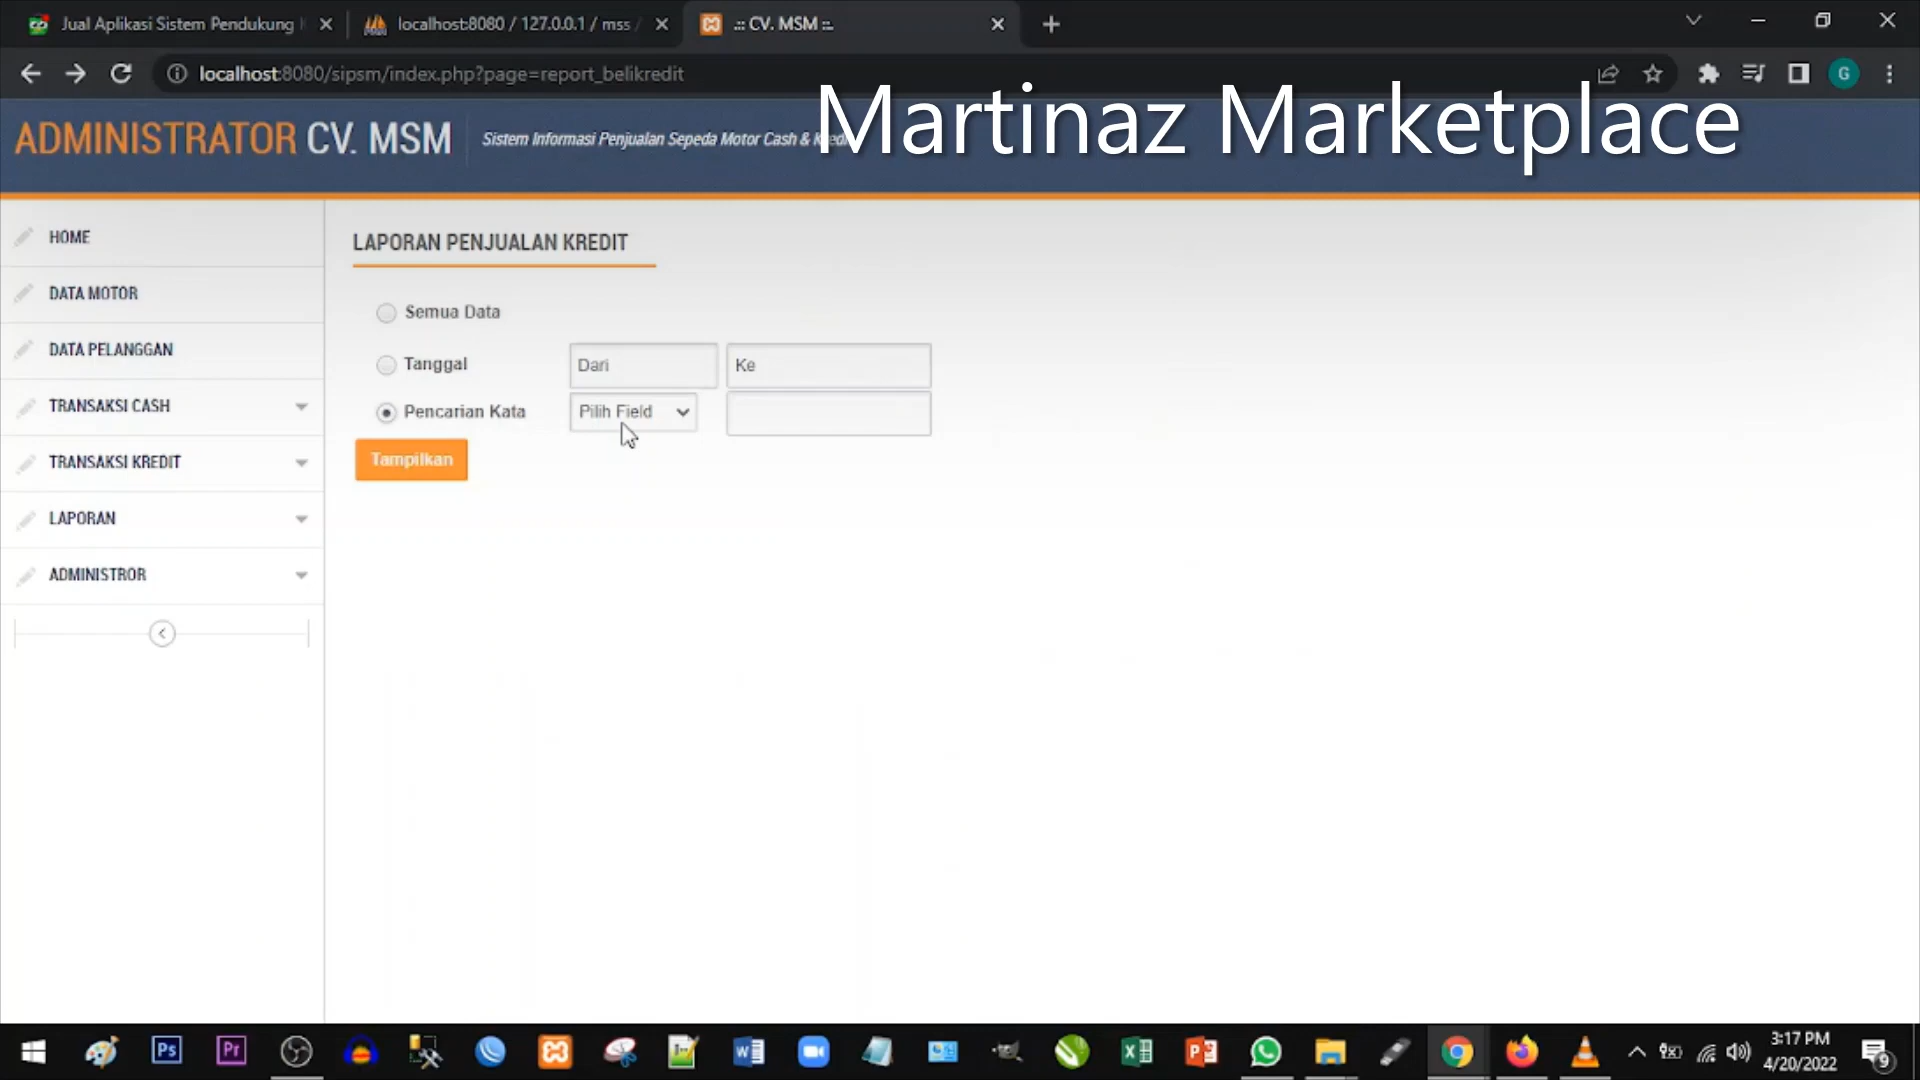 Jual Aplikasi Sistem Pendukung
localhost:8080 / 127.0.0.1 / mss /
.:: CV. MSM ::.
localhost:8080/sipsm/index.php?page=report_belikredit
G
Martinaz Marketplace
ADMINISTRATOR CV. MSM
Sistem Informasi Penjualan Sepeda Motor Cash &
HOME
DATA MOTOR
DATA PELANGGAN
TRANSAKSI CASH
TRANSAKSI KREDIT
LAPORAN
ADMINISTROR
LAPORAN PENJUALAN KREDIT
Semua Data
Tanggal
Dari
Ke
Pencarian Kata
Pilih Field
Tampilkan
Ps
Pr
3:17 PM
4/20/2022
9